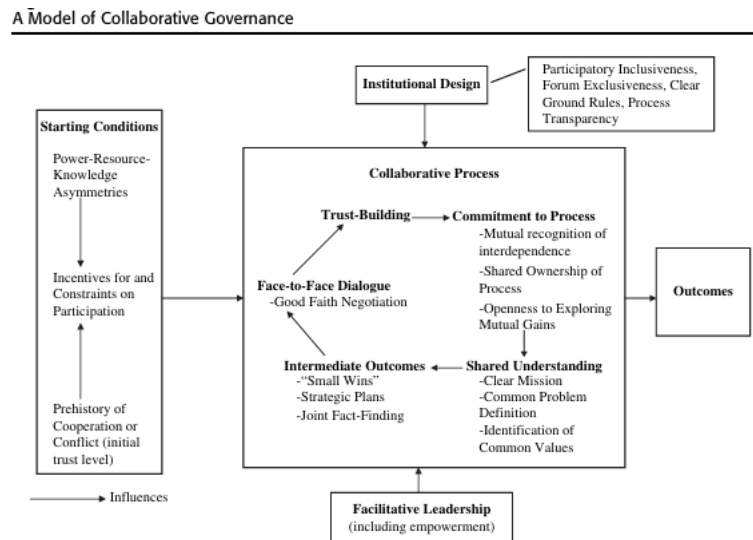 A Model of Collaborative Governance
Institutional Design
Participatory Inclusiveness,
Forum Exclusiveness, Clear
Ground Rules, Process
Transparency
Starting Conditions
Power-Resource-
Knowledge
Asymmetries
Incentives for and
Constraints on
Participation
Prehistory of
Cooperation or
Conflict (initial
trust level)
Influences
Collaborative Process
Trust-Building
Commitment to Process
-Mutual recognition of
interdependence
-Shared Ownership of
Process
-Openness to Exploring
Mutual Gains
Face-to-Face Dialogue
-Good Faith Negotiation
Intermediate Outcomes
-“Small Wins”
-Strategic Plans
-Joint Fact-Finding
Shared Understanding
-Clear Mission
-Common Problem
Definition
-Identification of
Common Values
Outcomes
Facilitative Leadership
(including empowerment)